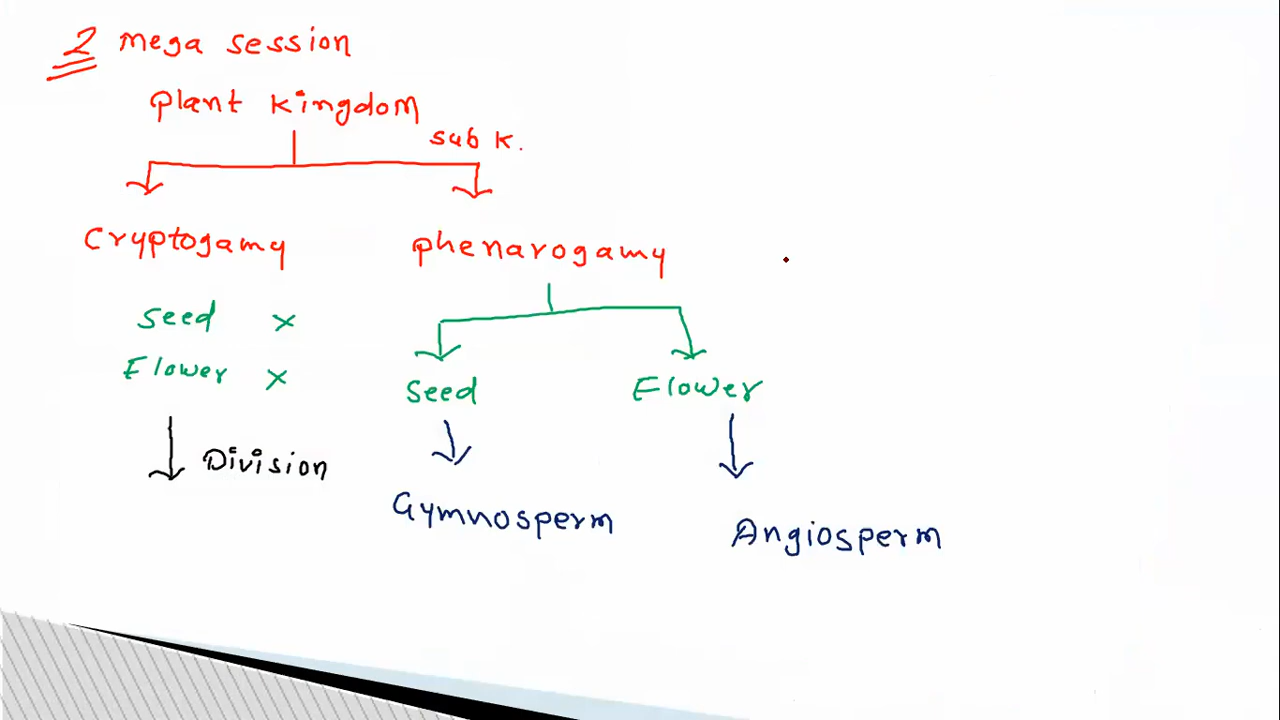 2 mega session
plant kingdom
sub k.
Cryptogamy phenarogamy
seed x
Flower x
seed Flower
Division
Gymnosperm Angiosperm